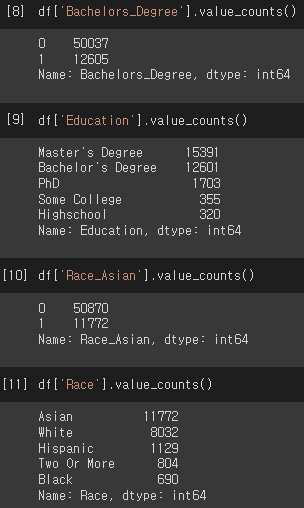 [8] df['Bachelors_Degree'].value_counts()
0 50037
1 12605
Name: Bachelors_Degree, dtype: int64
[9] df['Education'].value_counts()
Master's Degree 15391
Bachelor's Degree 12601
PhD 1703
Some College 355
Highschool 320
Name: Education, dtype: int64
[10] df['Race_Asian'].value_counts()
0 50870
1 11772
Name: Race_Asian, dtype: int64
[11] df['Race'].value_counts()
Asian 11772
White 8032
Hispanic 1129
Two Or More 804
Black 690
Name: Race, dtype: int64